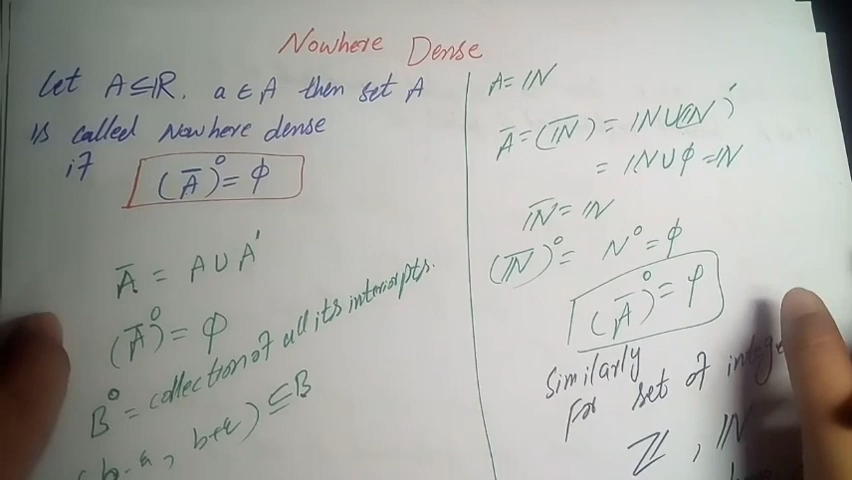 Nowhere Dense
Let A⊆ℝ. a∈A then set A
is called Nowhere dense
if
(A̅)° = ϕ
A̅ = A∪A'
(A̅)° = ϕ
B° = collection of all its interior pts.
(b-ε, b+ε) ⊆ B
A = ℕ
A̅ = (ℕ̅) = ℕ∪(ℕ)'
= ℕ∪ϕ = ℕ
ℕ̅ = ℕ
(ℕ̅)° = N° = ϕ
(A̅)° = ϕ
Similarly
For set of
ℤ, ℕ